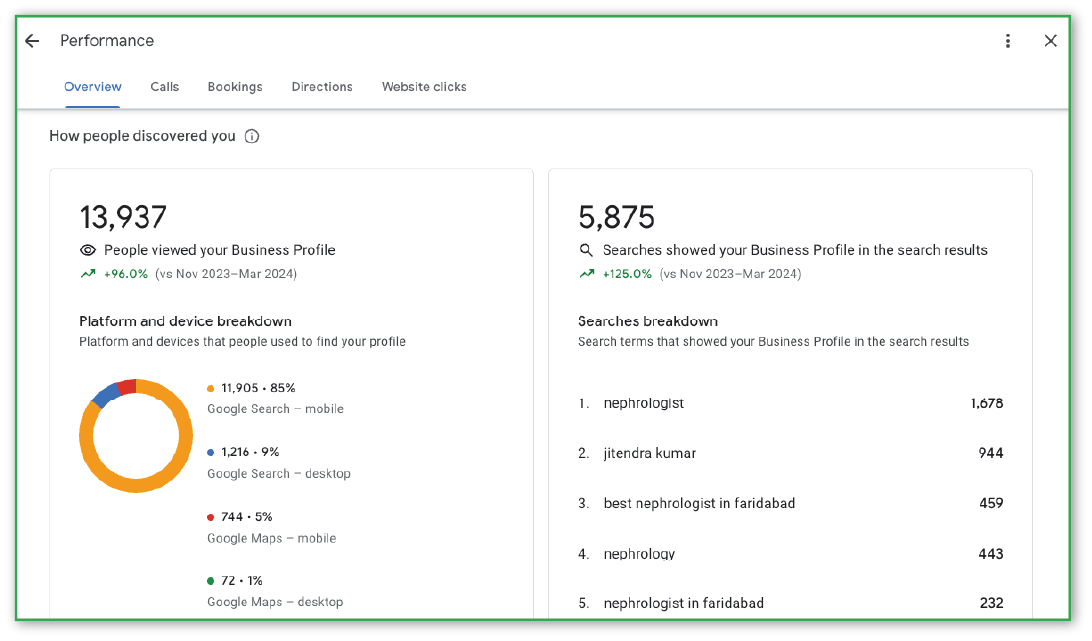 Performance
Overview Calls Bookings Directions Website clicks
How people discovered you
13,937
People viewed your Business Profile
+96.0% (vs Nov 2023–Mar 2024)
Platform and device breakdown
Platform and devices that people used to find your profile
11,905 • 85%
Google Search – mobile
1,216 • 9%
Google Search – desktop
744 • 5%
Google Maps – mobile
72 • 1%
Google Maps – desktop
5,875
Searches showed your Business Profile in the search results
+125.0% (vs Nov 2023–Mar 2024)
Searches breakdown
Search terms that showed your Business Profile in the search results
1. nephrologist 1,678
2. jitendra kumar 944
3. best nephrologist in faridabad 459
4. nephrology 443
5. nephrologist in faridabad 232